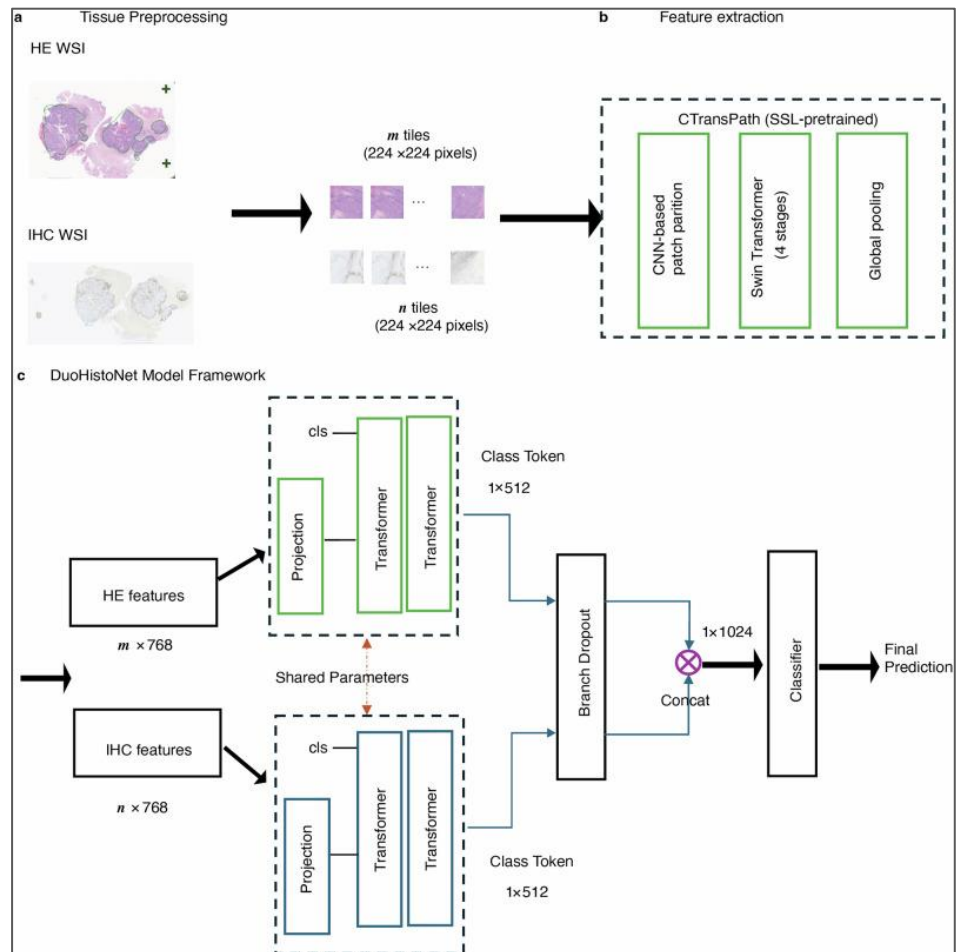 a Tissue Preprocessing
HE WSI
IHC WSI
m tiles
(224 ×224 pixels)
...
...
n tiles
(224 ×224 pixels)
b Feature extraction
CTransPath (SSL-pretrained)
CNN-based
patch parition
Swin Transformer
(4 stages)
Global pooling
c DuoHistoNet Model Framework
HE features
m ×768
IHC features
n ×768
cls
Projection
Transformer
Transformer
Shared Parameters
cls
Projection
Transformer
Transformer
Class Token
1×512
Class Token
1×512
Branch Dropout
1×1024
Concat
Classifier
Final
Prediction